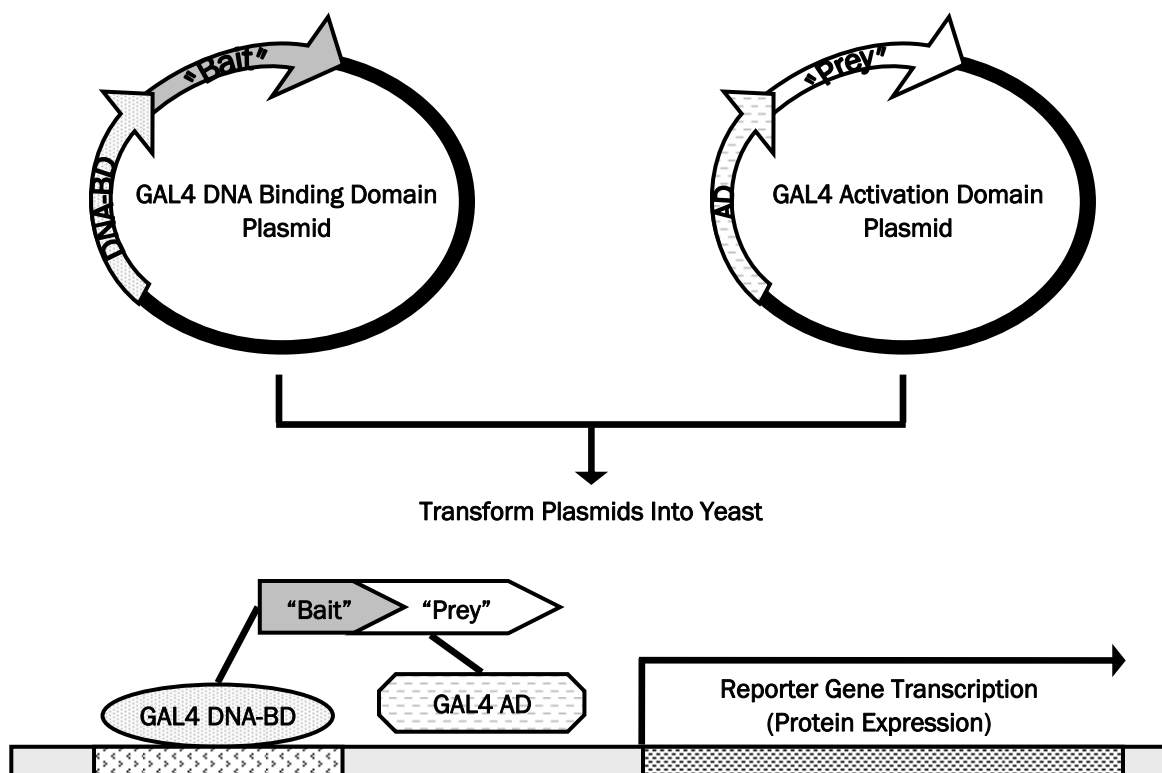 “Bait”
DNA-BD
GAL4 DNA Binding Domain
Plasmid
“Prey”
AD
GAL4 Activation Domain
Plasmid
Transform Plasmids Into Yeast
“Bait”
“Prey”
GAL4 DNA-BD
GAL4 AD
Reporter Gene Transcription
(Protein Expression)